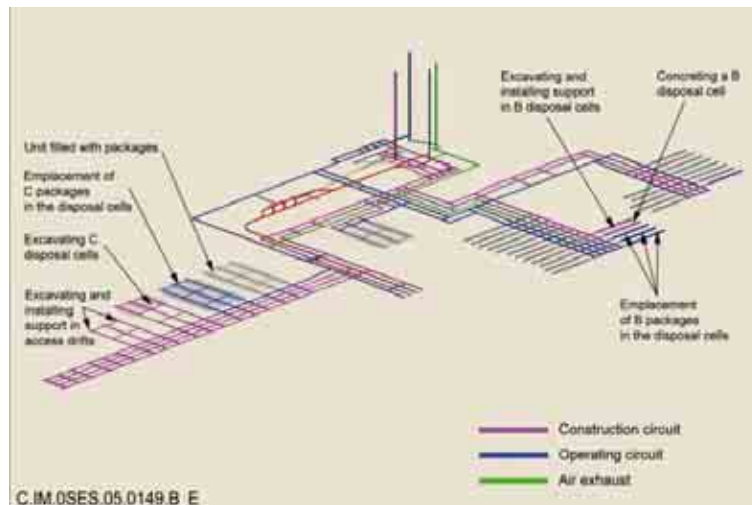 Excavating and
installing support
in B disposal cells
Concreting a B
disposal cell
Unit filled with packages
Emplacement of
C packages
in the disposal cells
Excavating C
disposal cells
Excavating and
installing
support in
access drifts
Emplacement
of B packages
in the disposal cells
Construction circuit
Operating circuit
Air exhaust
C.IM.0SES.05.0149.B E